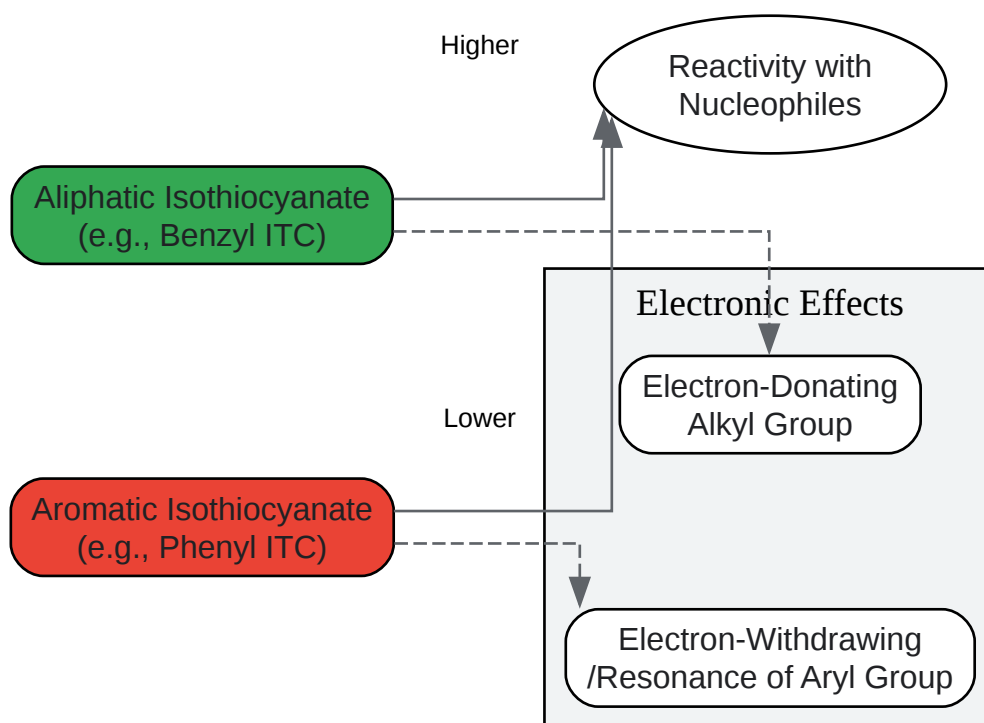 Higher
Reactivity with
Nucleophiles
Aliphatic Isothiocyanate
(e.g., Benzyl ITC)
Electronic Effects
Electron-Donating
Alkyl Group
Lower
Aromatic Isothiocyanate
(e.g., Phenyl ITC)
Electron-Withdrawing
/Resonance of Aryl Group